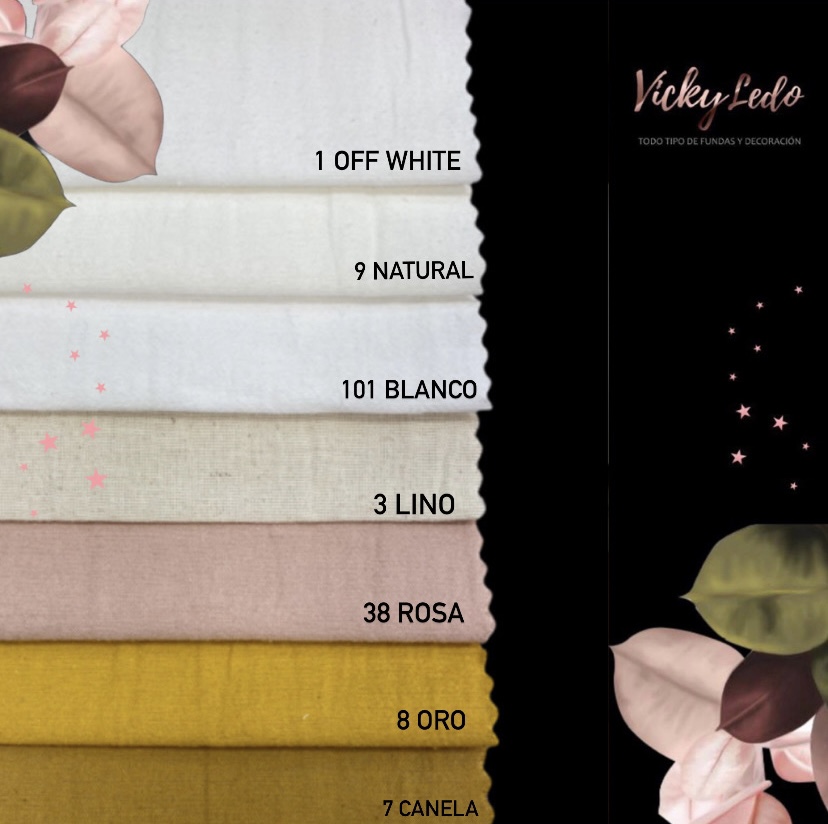 Vicky Ledo
TODO TIPO DE FUNDAS Y DECORACIÓN
1 OFF WHITE
9 NATURAL
101 BLANCO
3 LINO
38 ROSA
8 ORO
7 CANELA